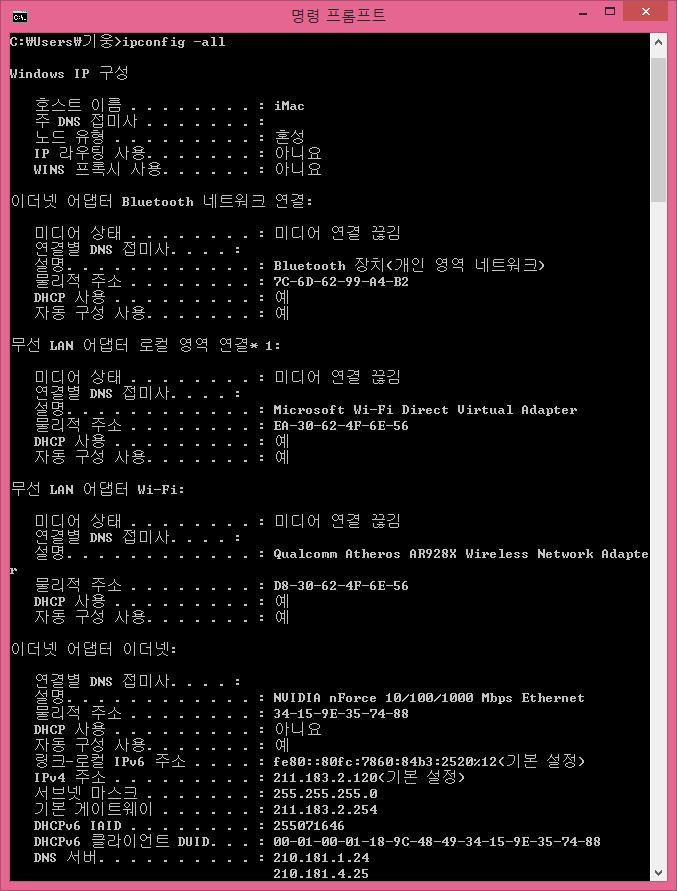 명령 프롬프트
C:\Users\기웅>ipconfig -all
Windows IP 구성
호스트 이름 . . . . . . . . : iMac
주 DNS 접미사 . . . . . . . :
노드 유형 . . . . . . . . . : 혼성
IP 라우팅 사용. . . . . . . : 아니요
WINS 프록시 사용. . . . . . : 아니요
이더넷 어댑터 Bluetooth 네트워크 연결:
미디어 상태 . . . . . . . . : 미디어 연결 끊김
연결별 DNS 접미사. . . . :
설명. . . . . . . . . . . . : Bluetooth 장치(개인 영역 네트워크)
물리적 주소 . . . . . . . . : 7C-6D-62-99-A4-B2
DHCP 사용 . . . . . . . . . : 예
자동 구성 사용. . . . . . . : 예
무선 LAN 어댑터 로컬 영역 연결* 1:
미디어 상태 . . . . . . . . : 미디어 연결 끊김
연결별 DNS 접미사. . . . :
설명. . . . . . . . . . . . : Microsoft Wi-Fi Direct Virtual Adapter
물리적 주소 . . . . . . . . : EA-30-62-4F-6E-56
DHCP 사용 . . . . . . . . . : 예
자동 구성 사용. . . . . . . : 예
무선 LAN 어댑터 Wi-Fi:
미디어 상태 . . . . . . . . : 미디어 연결 끊김
연결별 DNS 접미사. . . . :
설명. . . . . . . . . . . . : Qualcomm Atheros AR928X Wireless Network Adapte
r
물리적 주소 . . . . . . . . : D8-30-62-4F-6E-56
DHCP 사용 . . . . . . . . . : 예
자동 구성 사용. . . . . . . : 예
이더넷 어댑터 이더넷:
연결별 DNS 접미사. . . . :
설명. . . . . . . . . . . . : NVIDIA nForce 10/100/1000 Mbps Ethernet
물리적 주소 . . . . . . . . : 34-15-9E-35-74-88
DHCP 사용 . . . . . . . . . : 아니요
자동 구성 사용. . . . . . . : 예
링크-로컬 IPv6 주소 . . . . : fe80::80fc:7860:84b3:2520%12(기본 설정)
IPv4 주소 . . . . . . . . . : 211.183.2.120(기본 설정)
서브넷 마스크 . . . . . . . : 255.255.255.0
기본 게이트웨이 . . . . . . : 211.183.2.254
DHCPv6 IAID . . . . . . . . : 255071646
DHCPv6 클라이언트 DUID. . . : 00-01-00-01-18-9C-48-49-34-15-9E-35-74-88
DNS 서버. . . . . . . . . . : 210.181.1.24
210.181.4.25